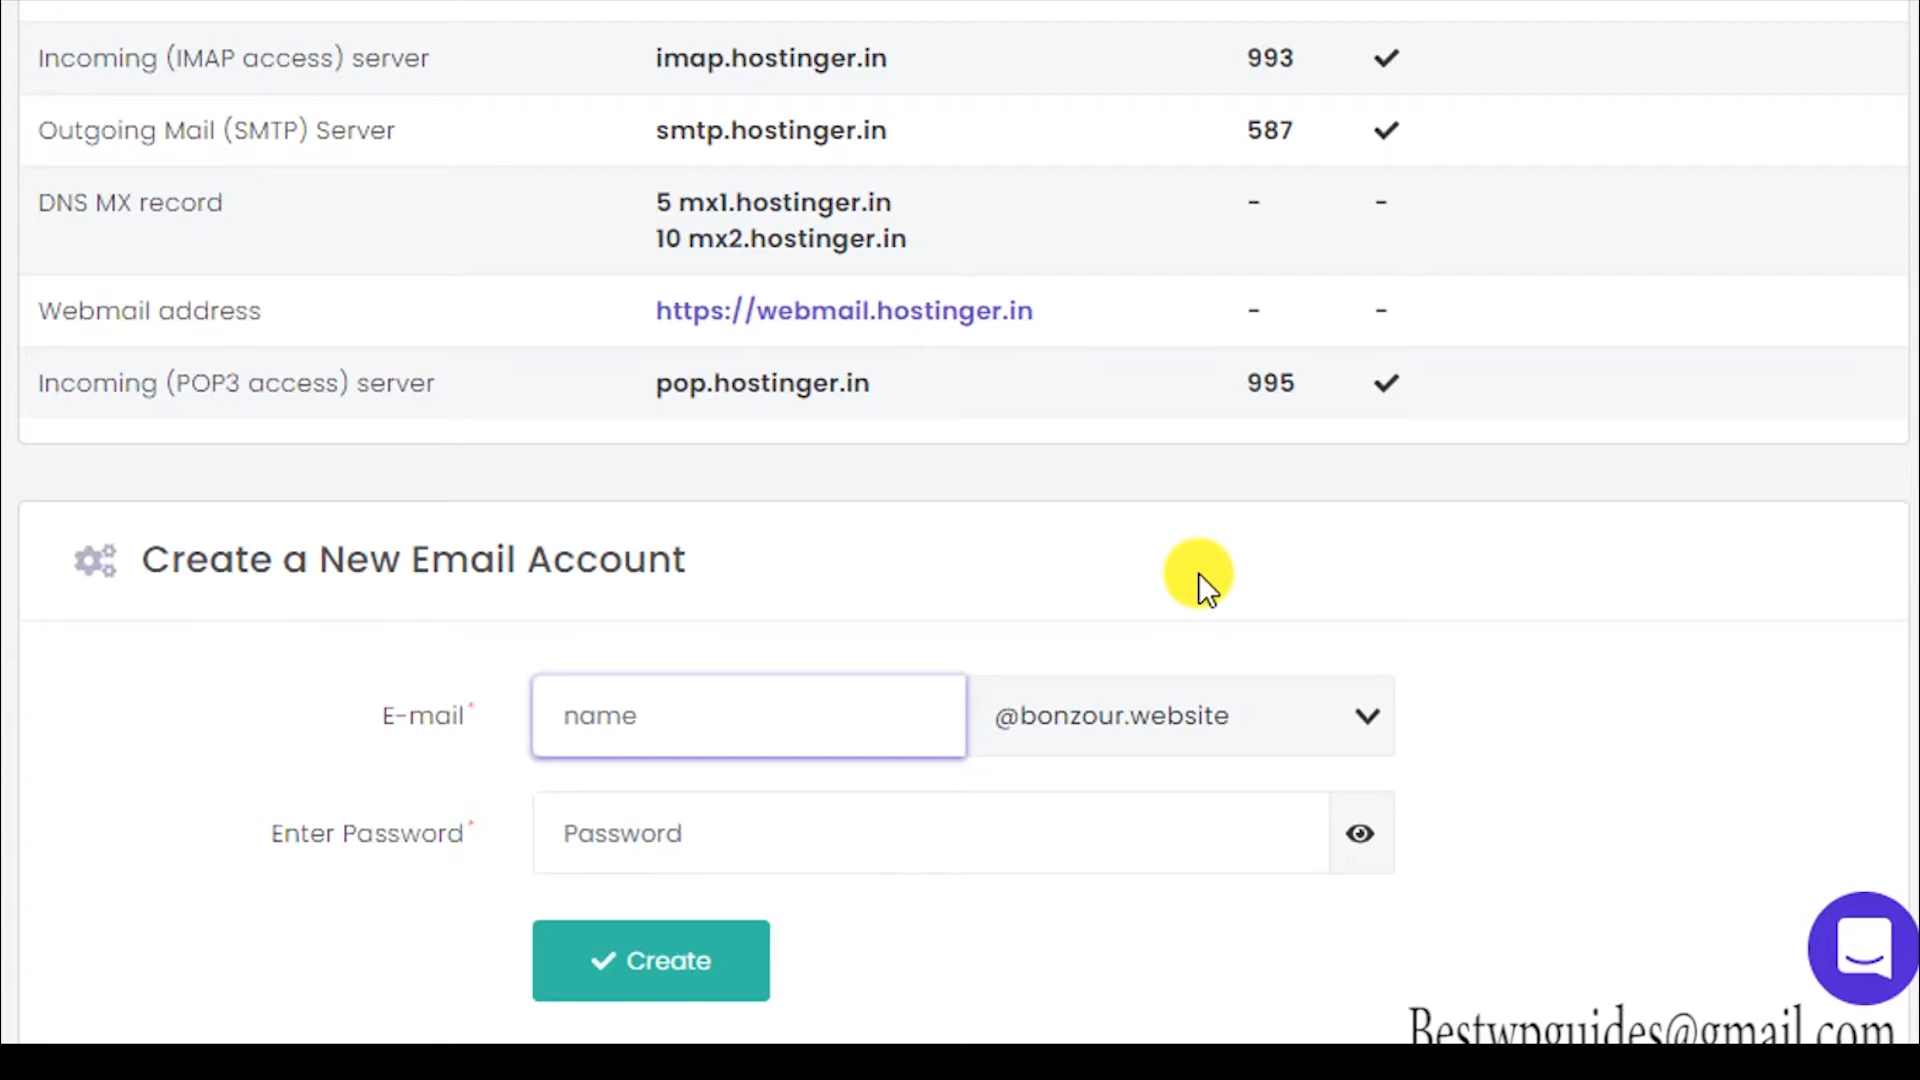 Incoming (IMAP access) server imap.hostinger.in 993
Outgoing Mail (SMTP) Server smtp.hostinger.in 587
DNS MX record 5 mx1.hostinger.in - -
10 mx2.hostinger.in
Webmail address https://webmail.hostinger.in - -
Incoming (POP3 access) server pop.hostinger.in 995
Create a New Email Account
E-mail* name @bonzour.website
Enter Password* Password
Create
Bestwpguides@gmail.com